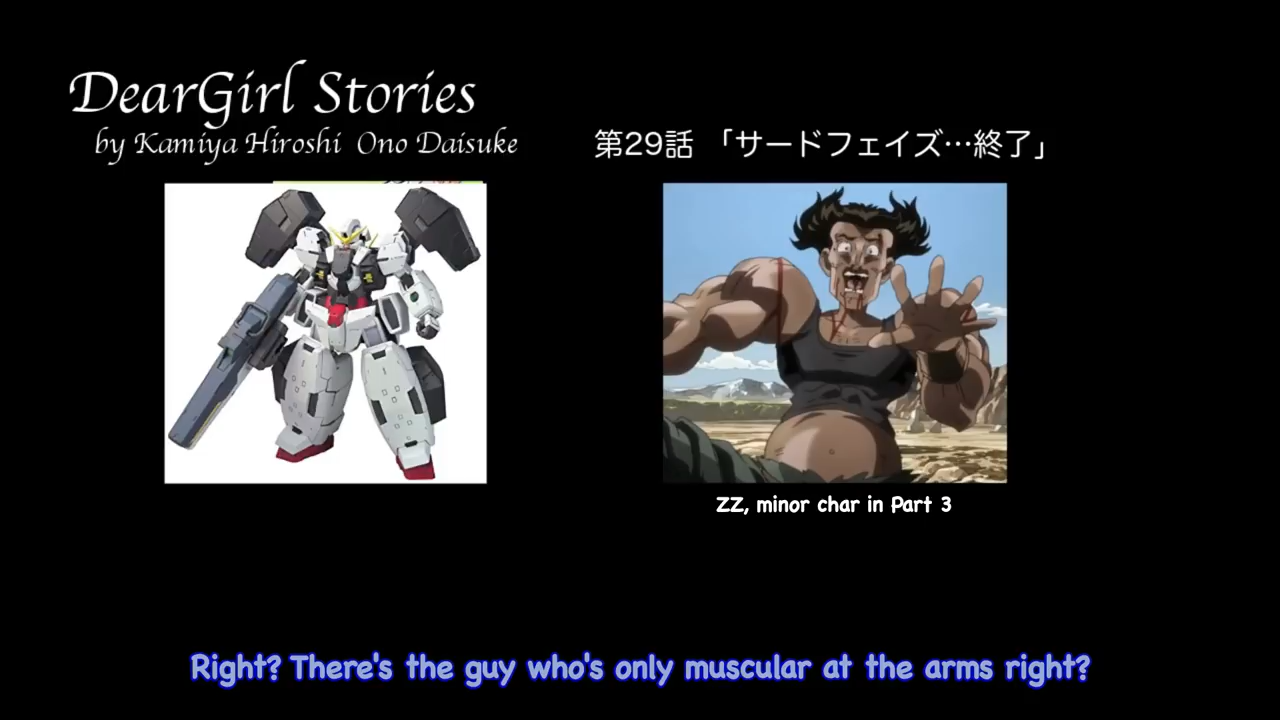 DearGirl Stories
by Kamiya Hiroshi Ono Daisuke
第29話 「サードフェイズ…終了」
ZZ, minor char in Part 3
Right? There's the guy who's only muscular at the arms right?